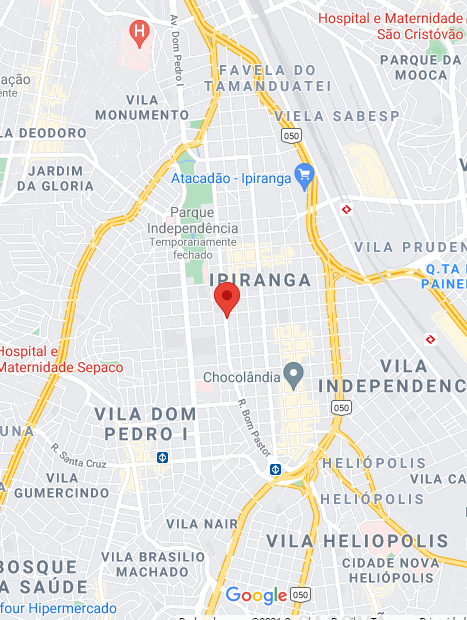 Hospital e Maternidade
São Cristóvão
Av. Dom Pedro I
H
PARQUE DA
MOOCA
FAVELA DO
TAMANDUATEI
VILA
MONUMENTO
VIELA SABESP
LA DEODORO
050
JARDIM
DA GLORIA
Atacadão - Ipiranga
Parque
Independência
Temporariamente
fechado
VILA PRUDEN
Q.TA
PAINE
IPIRANGA
Hospital e
Maternidade Sepaco
Chocolândia
VILA
INDEPENDENC
050
VILA DOM
PEDRO I
R. Bom Pastor
UNA
R. Santa Cruz
HELIÓPOLIS
VILA
GUMERCINDO
VILA CA
HELIÓPOLIS
VILA NAIR
VILA HELIOPOLIS
VILA BRASILIO
MACHADO
BOSQUE
A SAÚDE
CIDADE NOVA
HELIÓPOLIS
Google
050
four Hipermercado